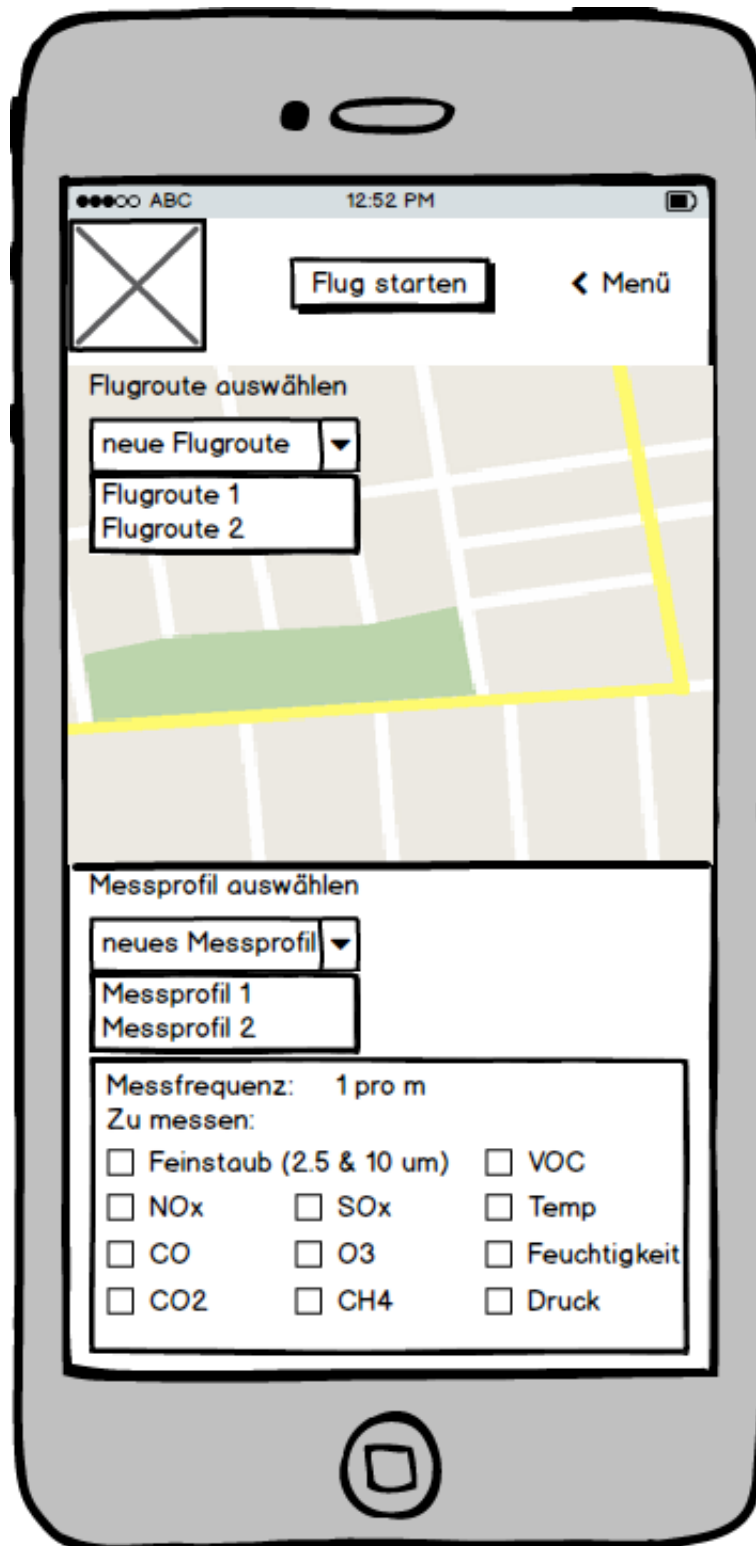 ABC 12:52 PM
Flug starten Menü
Flugroute auswählen
neue Flugroute
Flugroute 1
Flugroute 2
Messprofil auswählen
neues Messprofil
Messprofil 1
Messprofil 2
Messfrequenz: 1 pro m
Zu messen:
Feinstaub (2.5 & 10 um) VOC
NOx SOx Temp
CO O3 Feuchtigkeit
CO2 CH4 Druck